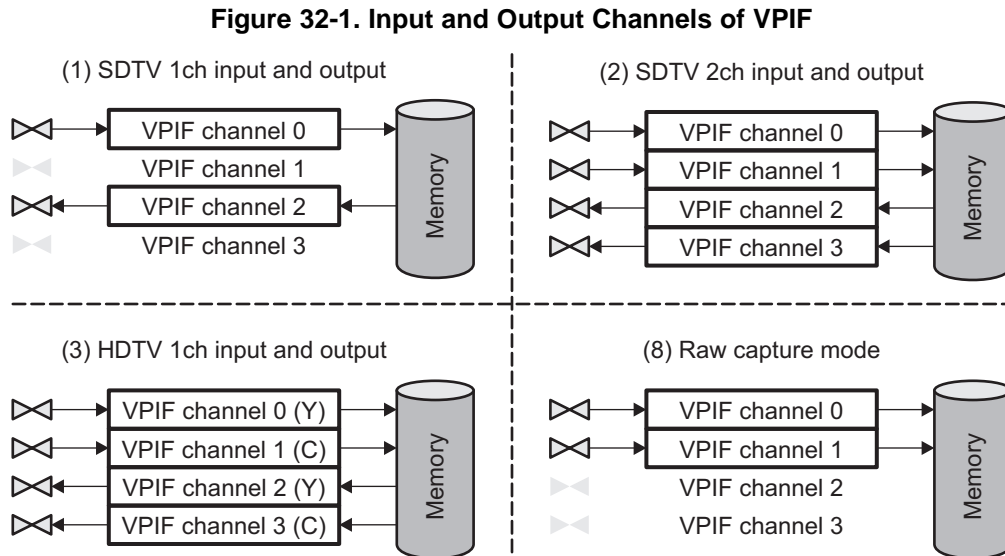 Figure 32-1. Input and Output Channels of VPIF
(1) SDTV 1ch input and output
VPIF channel 0
VPIF channel 1
VPIF channel 2
VPIF channel 3
Memory
(2) SDTV 2ch input and output
VPIF channel 0
VPIF channel 1
VPIF channel 2
VPIF channel 3
Memory
(3) HDTV 1ch input and output
VPIF channel 0 (Y)
VPIF channel 1 (C)
VPIF channel 2 (Y)
VPIF channel 3 (C)
Memory
(8) Raw capture mode
VPIF channel 0
VPIF channel 1
VPIF channel 2
VPIF channel 3
Memory